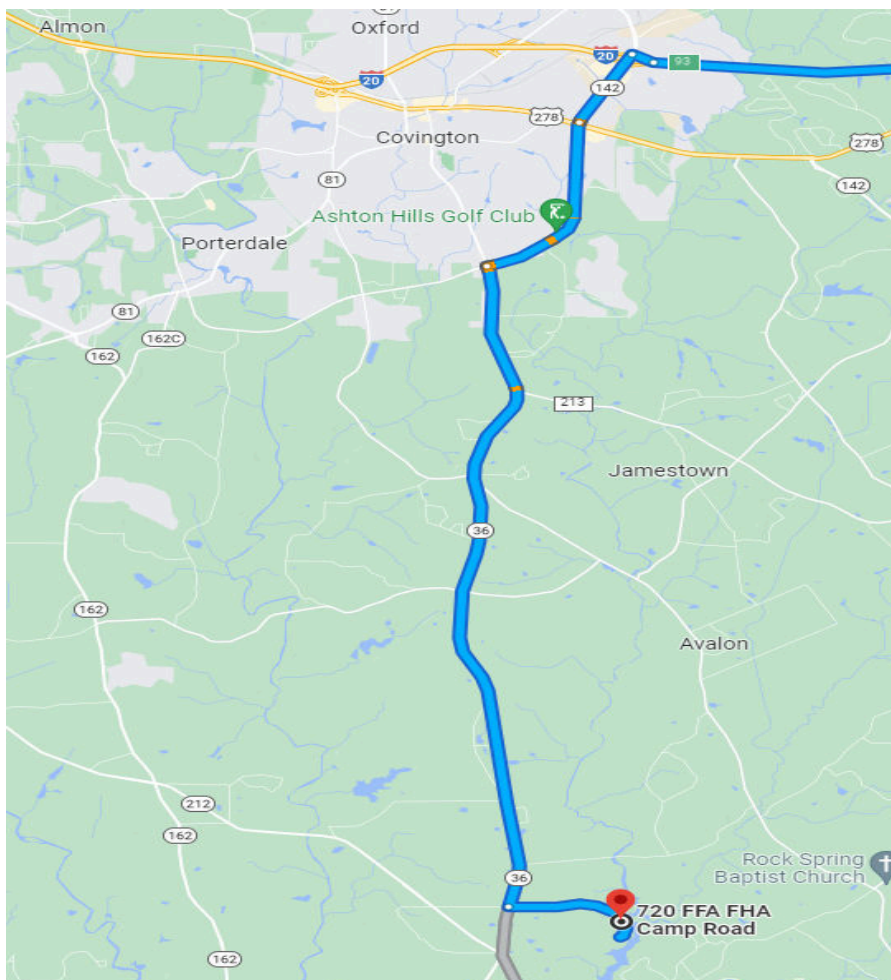 Almon
Oxford
20
20
93
142
278
Covington
278
81
142
Ashton Hills Golf Club
Porterdale
81
162C
162
213
Jamestown
36
162
Avalon
212
162
Rock Spring
Baptist Church
36
720 FFA FHA
Camp Road
162